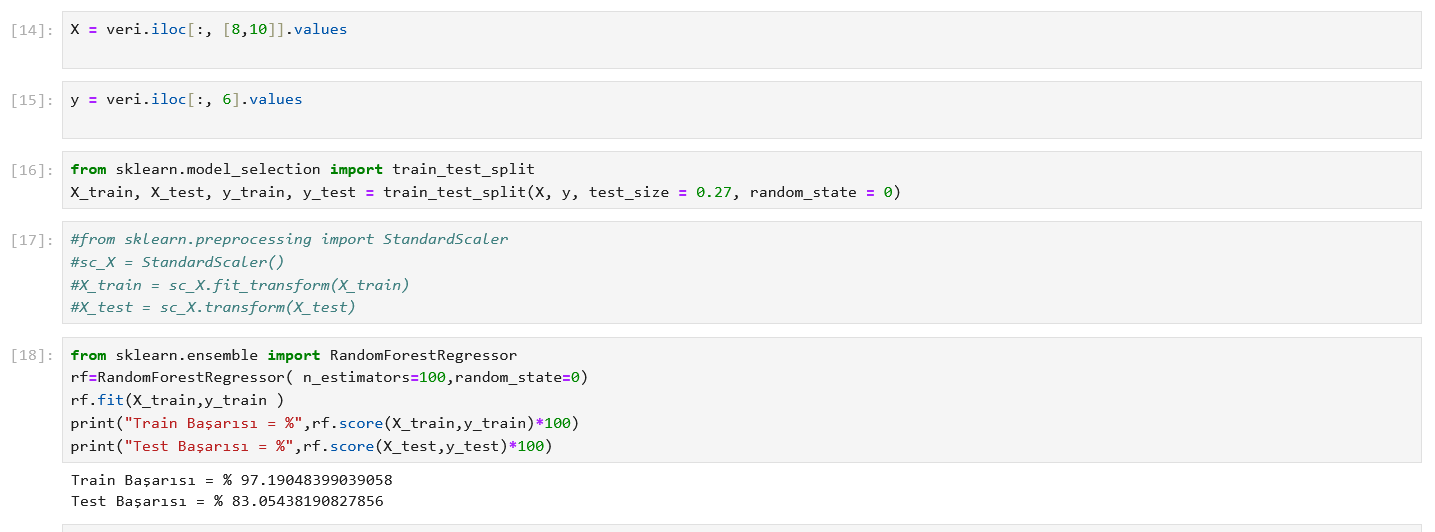 [14]: X = veri.iloc[:, [8,10]].values
[15]: y = veri.iloc[:, 6].values
[16]: from sklearn.model_selection import train_test_split
X_train, X_test, y_train, y_test = train_test_split(X, y, test_size = 0.27, random_state = 0)
[17]: #from sklearn.preprocessing import StandardScaler
#sc_X = StandardScaler()
#X_train = sc_X.fit_transform(X_train)
#X_test = sc_X.transform(X_test)
[18]: from sklearn.ensemble import RandomForestRegressor
rf=RandomForestRegressor( n_estimators=100,random_state=0)
rf.fit(X_train,y_train )
print("Train Başarısı = %",rf.score(X_train,y_train)*100)
print("Test Başarısı = %",rf.score(X_test,y_test)*100)
Train Başarısı = % 97.19048399039058
Test Başarısı = % 83.05438190827856